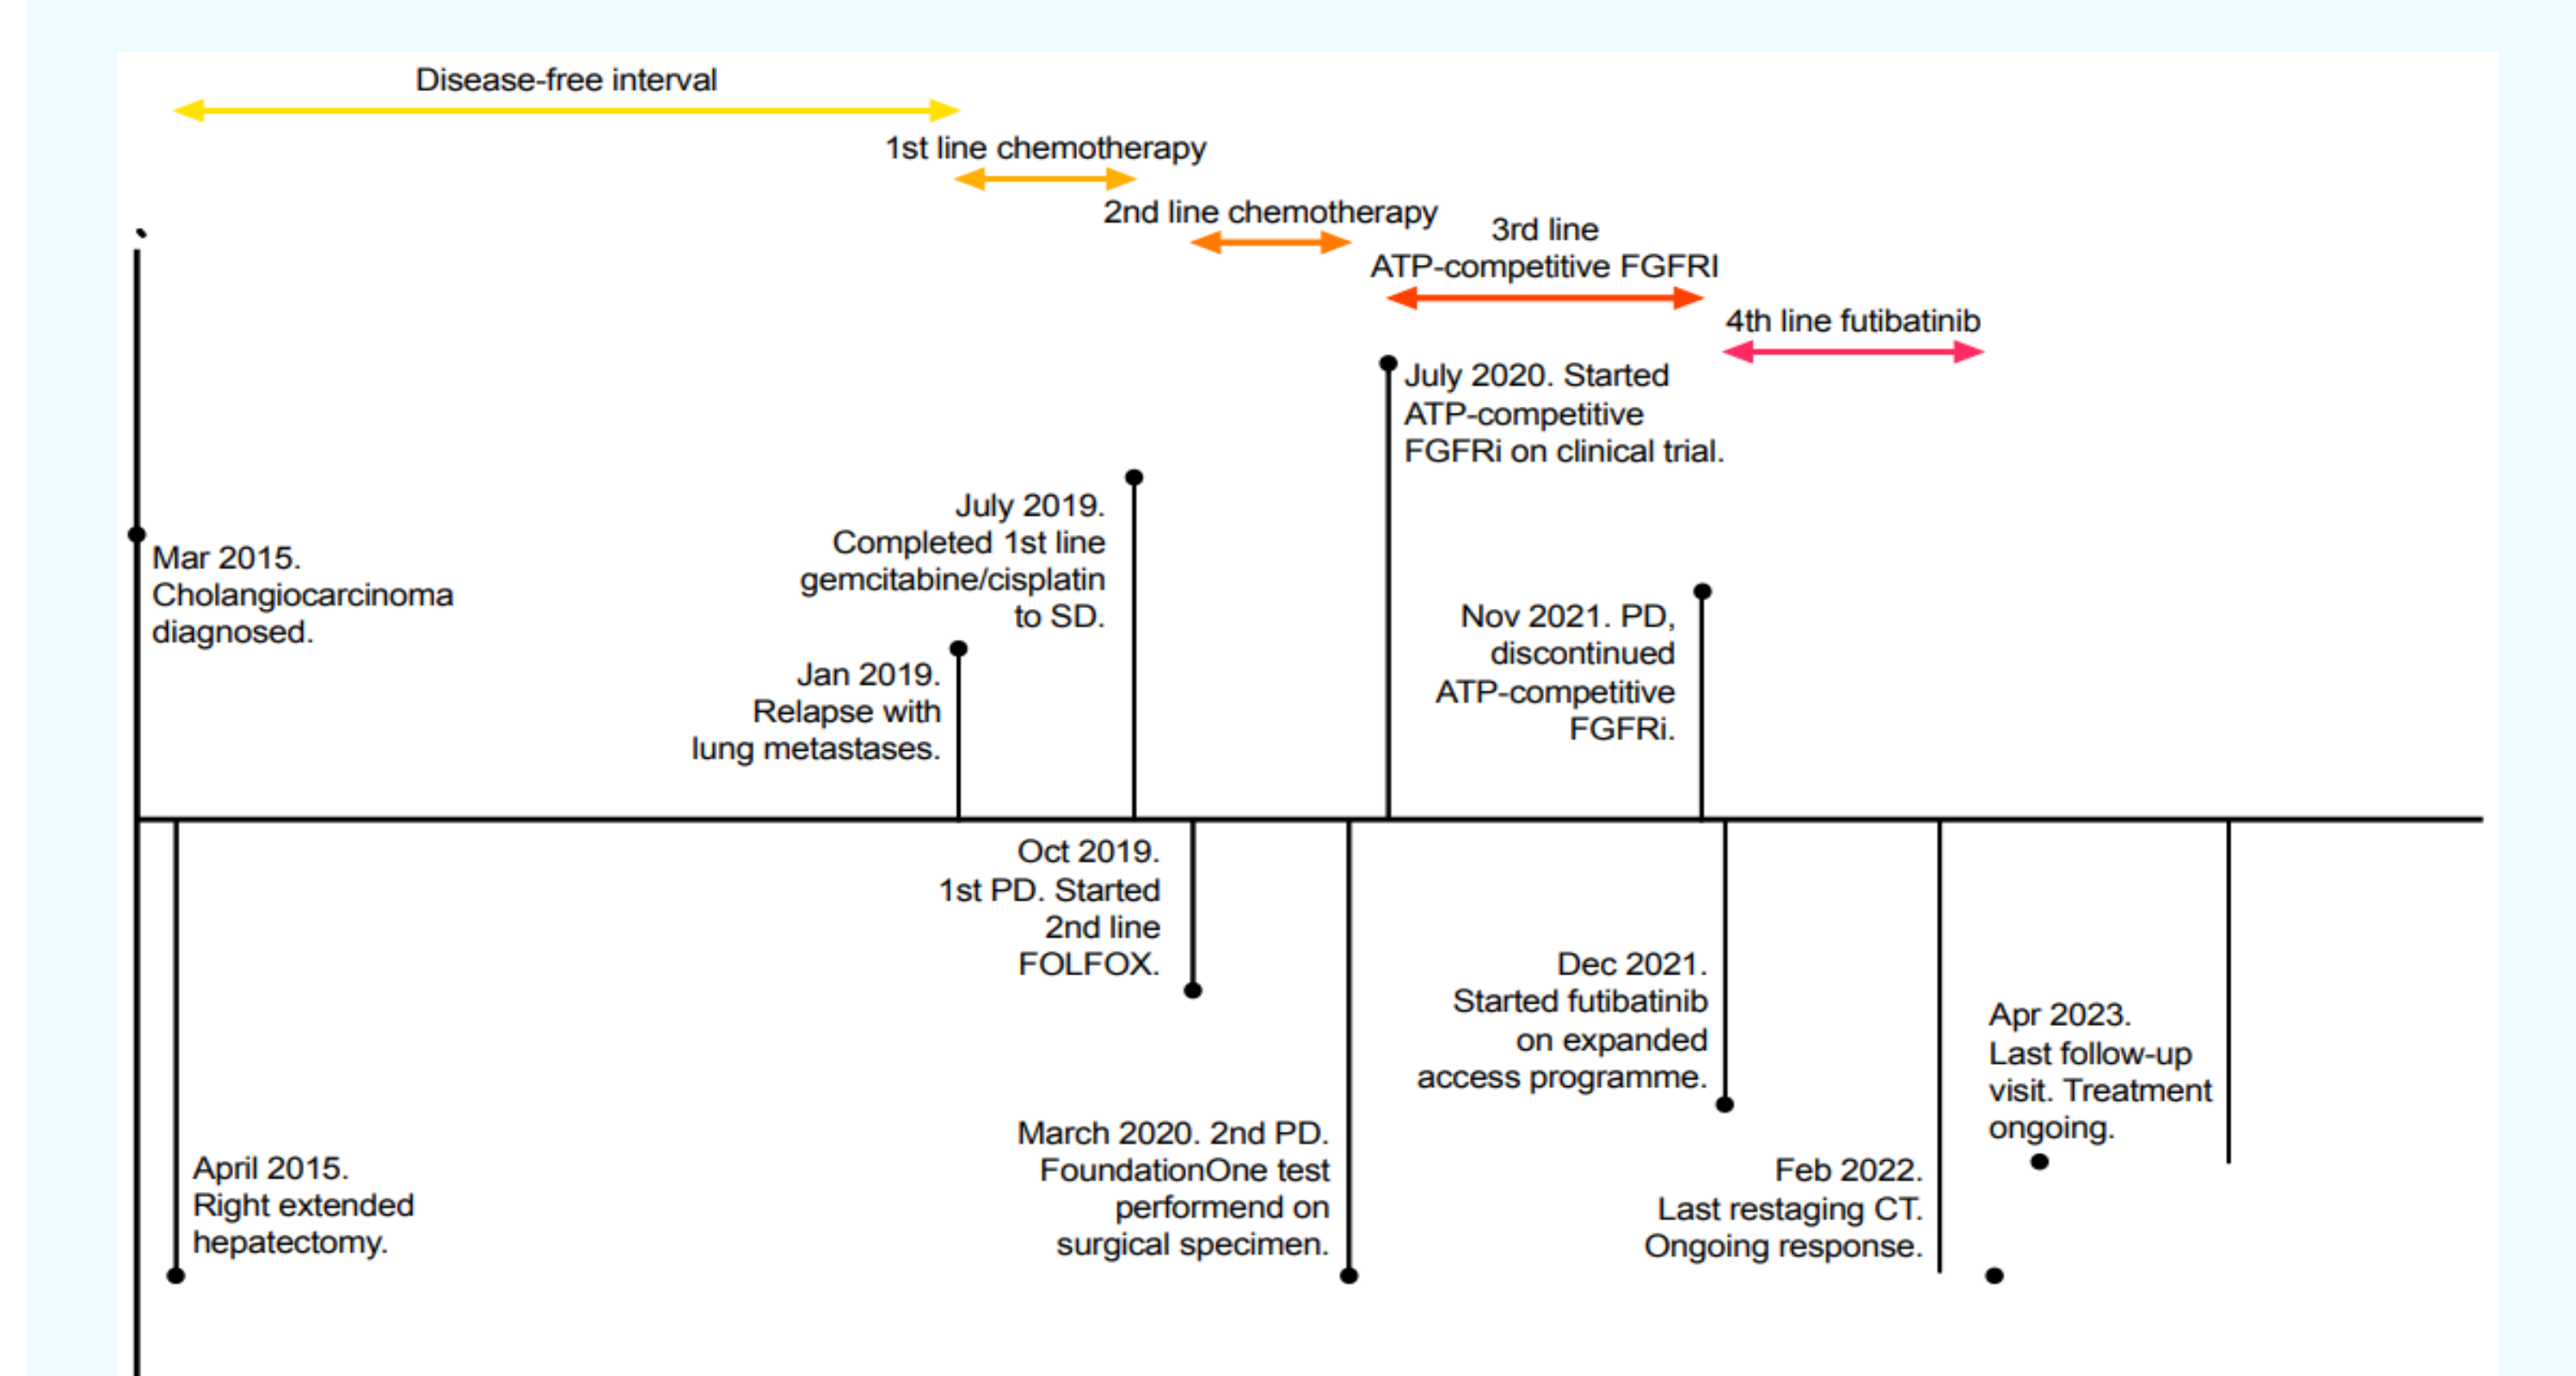 Disease-free interval
1st line chemotherapy
2nd line chemotherapy
3rd line
ATP-competitive FGFRI
4th line futibatinib
July 2020. Started
ATP-competitive
FGFRi on clinical trial.
July 2019.
Completed 1st line
gemcitabine/cisplatin
to SD.
Mar 2015.
Cholangiocarcinoma
diagnosed.
Nov 2021. PD,
discontinued
ATP-competitive
FGFRi.
Jan 2019.
Relapse with
lung metastases.
Oct 2019.
1st PD. Started
2nd line
FOLFOX.
Dec 2021.
Started futibatinib
on expanded
access programme.
Apr 2023.
Last follow-up
visit. Treatment
ongoing.
March 2020. 2nd PD.
FoundationOne test
performend on
surgical specimen.
April 2015.
Right extended
hepatectomy.
Feb 2022.
Last restaging CT.
Ongoing response.